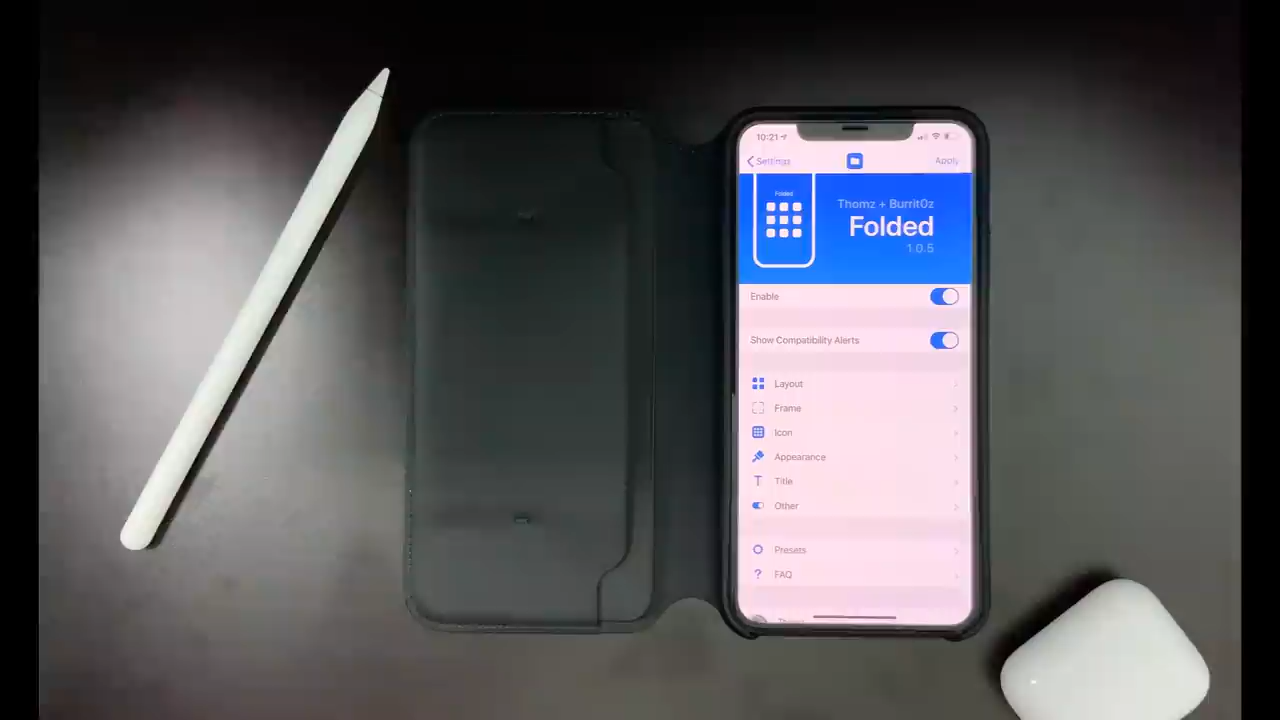 10:21
Settings
Apply
Folded
Thomz + Burrit0z
Folded
1.0.5
Enable
Show Compatibility Alerts
Layout
Frame
Icon
Appearance
Title
Other
Presets
FAQ